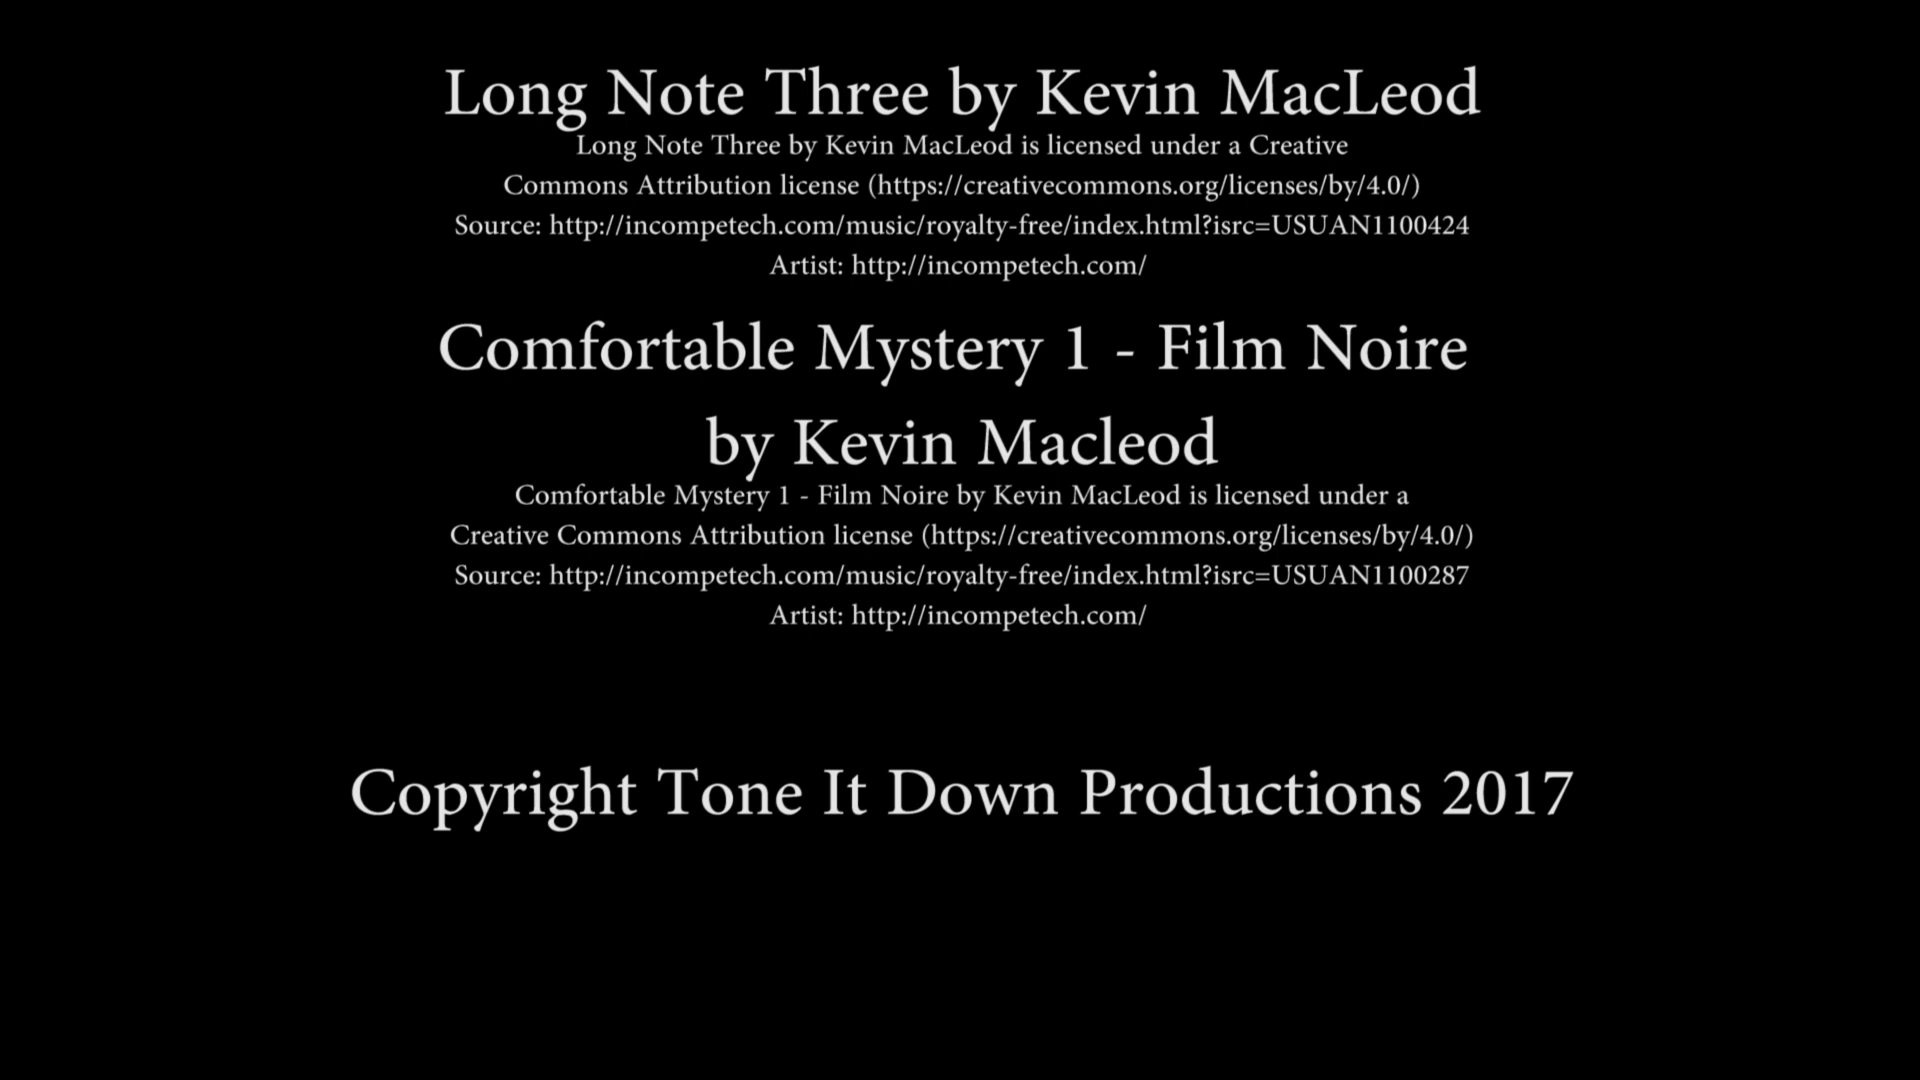 Long Note Three by Kevin MacLeod
Long Note Three by Kevin MacLeod is licensed under a Creative
Commons Attribution license (https://creativecommons.org/licenses/by/4.0/)
Source: http://incompetech.com/music/royalty-free/index.html?isrc=USUAN1100424
Artist: http://incompetech.com/
Comfortable Mystery 1 - Film Noire
by Kevin Macleod
Comfortable Mystery 1 - Film Noire by Kevin MacLeod is licensed under a
Creative Commons Attribution license (https://creativecommons.org/licenses/by/4.0/)
Source: http://incompetech.com/music/royalty-free/index.html?isrc=USUAN1100287
Artist: http://incompetech.com/
Copyright Tone It Down Productions 2017